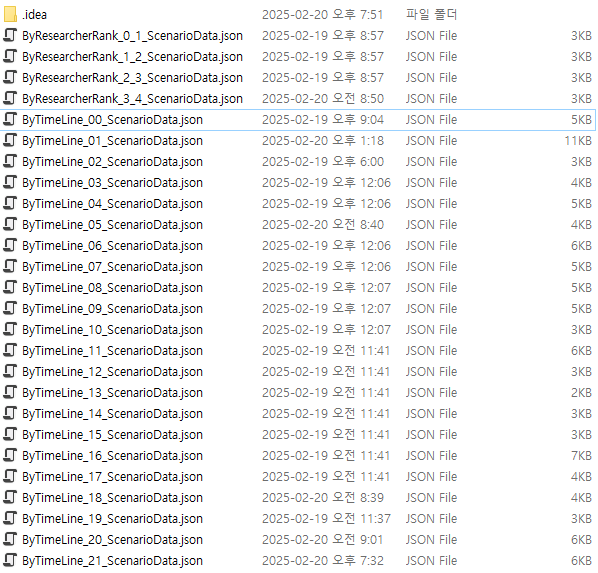 .idea 2025-02-20 오후 7:51 파일 폴더
ByResearcherRank_0_1_ScenarioData.json 2025-02-19 오후 8:57 JSON File 3KB
ByResearcherRank_1_2_ScenarioData.json 2025-02-19 오후 8:57 JSON File 3KB
ByResearcherRank_2_3_ScenarioData.json 2025-02-19 오후 8:57 JSON File 3KB
ByResearcherRank_3_4_ScenarioData.json 2025-02-20 오전 8:50 JSON File 3KB
ByTimeLine_00_ScenarioData.json 2025-02-19 오후 9:04 JSON File 5KB
ByTimeLine_01_ScenarioData.json 2025-02-20 오후 1:18 JSON File 11KB
ByTimeLine_02_ScenarioData.json 2025-02-19 오후 6:00 JSON File 3KB
ByTimeLine_03_ScenarioData.json 2025-02-19 오후 12:06 JSON File 4KB
ByTimeLine_04_ScenarioData.json 2025-02-19 오후 12:06 JSON File 5KB
ByTimeLine_05_ScenarioData.json 2025-02-20 오전 8:40 JSON File 4KB
ByTimeLine_06_ScenarioData.json 2025-02-19 오후 12:06 JSON File 6KB
ByTimeLine_07_ScenarioData.json 2025-02-19 오후 12:06 JSON File 5KB
ByTimeLine_08_ScenarioData.json 2025-02-19 오후 12:07 JSON File 5KB
ByTimeLine_09_ScenarioData.json 2025-02-19 오후 12:07 JSON File 5KB
ByTimeLine_10_ScenarioData.json 2025-02-19 오후 12:07 JSON File 3KB
ByTimeLine_11_ScenarioData.json 2025-02-19 오전 11:41 JSON File 6KB
ByTimeLine_12_ScenarioData.json 2025-02-19 오전 11:41 JSON File 3KB
ByTimeLine_13_ScenarioData.json 2025-02-19 오전 11:41 JSON File 2KB
ByTimeLine_14_ScenarioData.json 2025-02-19 오전 11:41 JSON File 3KB
ByTimeLine_15_ScenarioData.json 2025-02-19 오전 11:41 JSON File 3KB
ByTimeLine_16_ScenarioData.json 2025-02-19 오전 11:41 JSON File 7KB
ByTimeLine_17_ScenarioData.json 2025-02-19 오전 11:41 JSON File 4KB
ByTimeLine_18_ScenarioData.json 2025-02-20 오전 8:39 JSON File 4KB
ByTimeLine_19_ScenarioData.json 2025-02-19 오전 11:37 JSON File 3KB
ByTimeLine_20_ScenarioData.json 2025-02-20 오전 9:01 JSON File 6KB
ByTimeLine_21_ScenarioData.json 2025-02-20 오후 7:32 JSON File 6KB